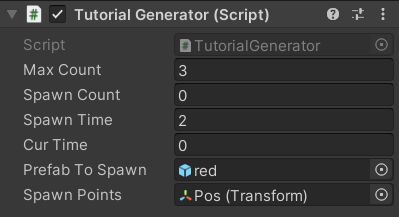 Tutorial Generator (Script)
Script TutorialGenerator
Max Count 3
Spawn Count 0
Spawn Time 2
Cur Time 0
Prefab To Spawn red
Spawn Points Pos (Transform)